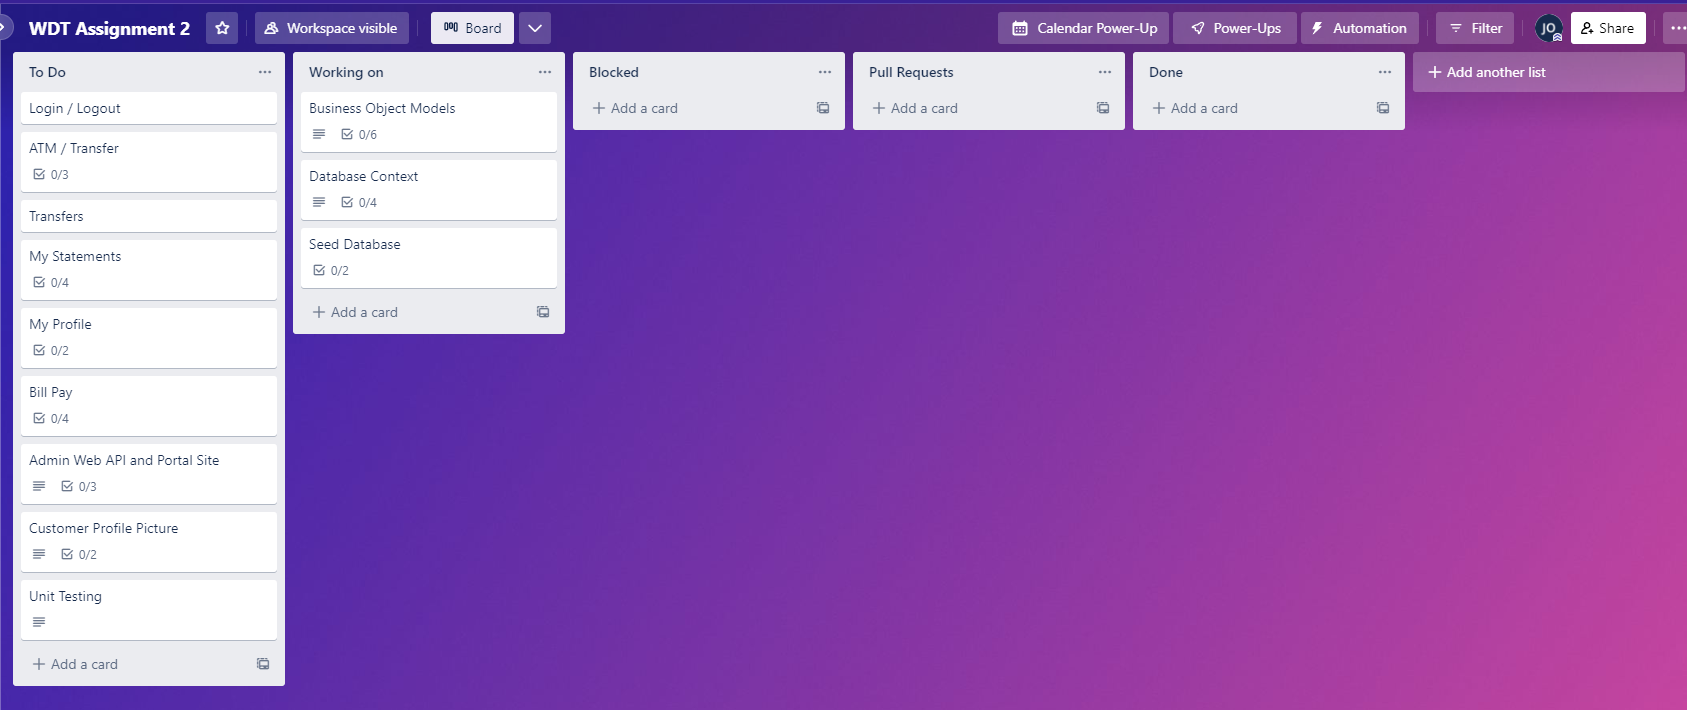 WDT Assignment 2
Workspace visible
Board
Calendar Power-Up
Power-Ups
Automation
Filter
JO
Share
To Do
Login / Logout
ATM / Transfer
0/3
Transfers
My Statements
0/4
My Profile
0/2
Bill Pay
0/4
Admin Web API and Portal Site
0/3
Customer Profile Picture
0/2
Unit Testing
Add a card
Working on
Business Object Models
0/6
Database Context
0/4
Seed Database
0/2
Add a card
Blocked
Add a card
Pull Requests
Add a card
Done
Add a card
Add another list